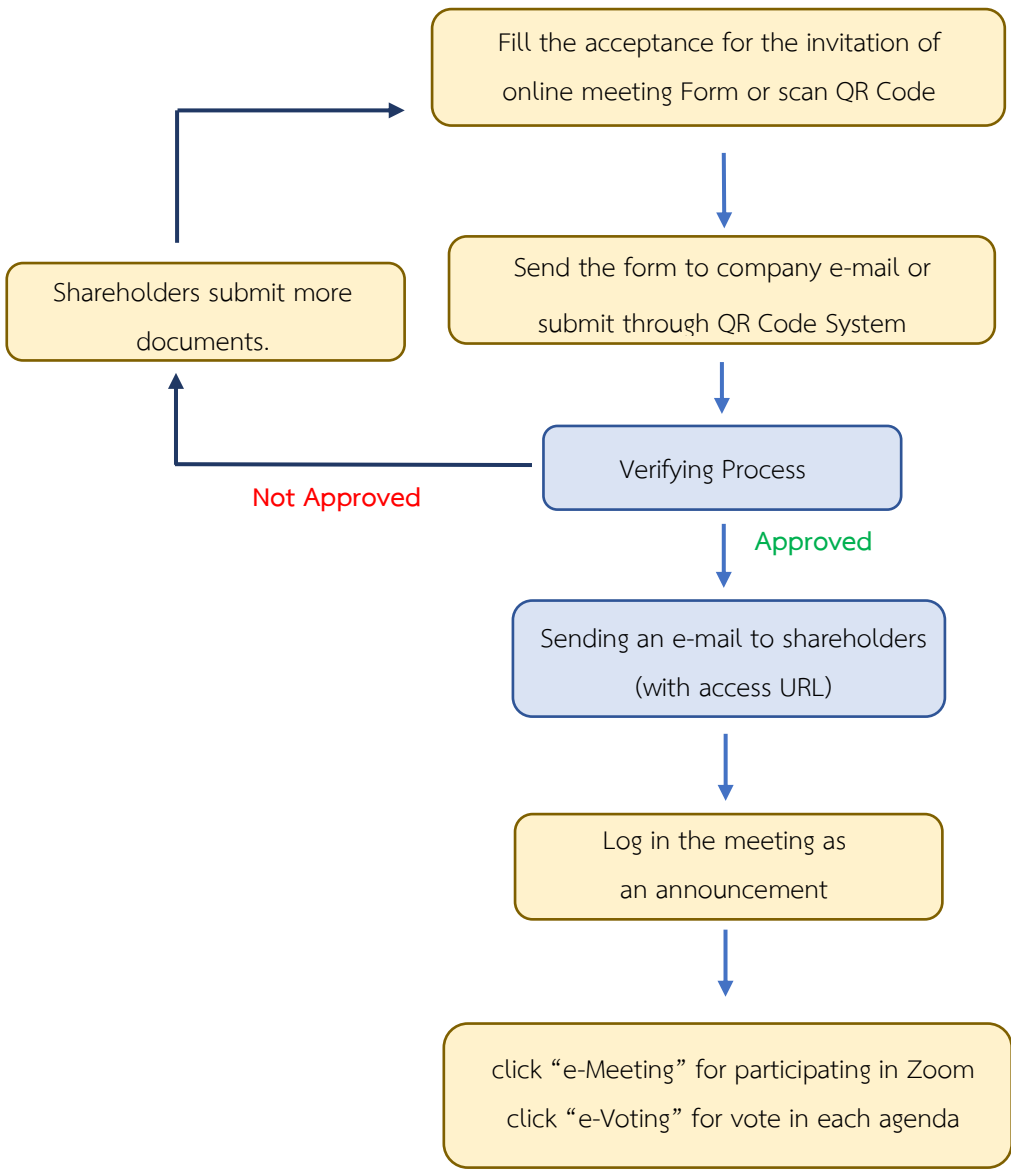 Fill the acceptance for the invitation of
online meeting Form or scan QR Code
Send the form to company e-mail or
submit through QR Code System
Shareholders submit more
documents.
Verifying Process
Not Approved
Approved
Sending an e-mail to shareholders
(with access URL)
Log in the meeting as
an announcement
click “e-Meeting” for participating in Zoom
click “e-Voting” for vote in each agenda